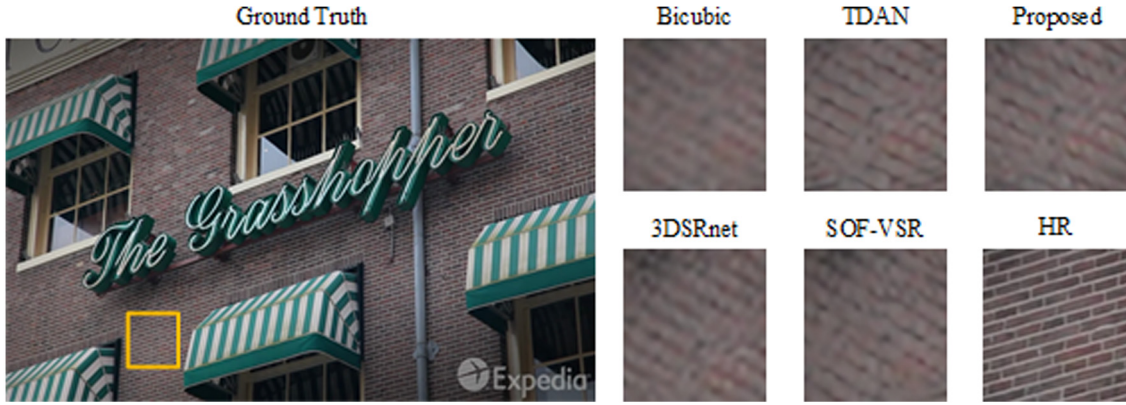 Ground Truth
Bicubic
TDAN
Proposed
The Grasshopper
Expedia
3DSRnet
SOF-VSR
HR